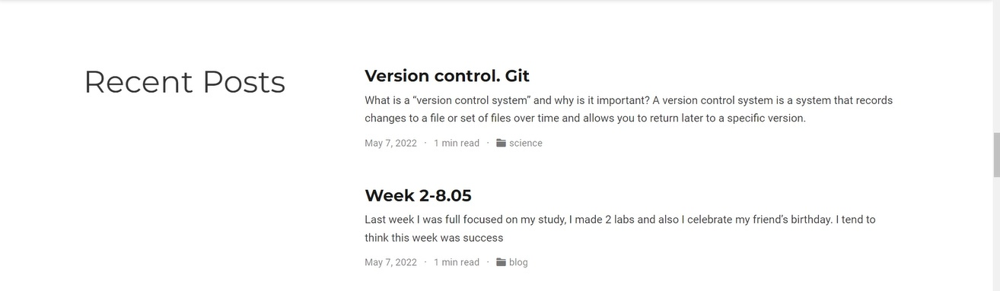 Recent Posts
Version control. Git
What is a “version control system” and why is it important? A version control system is a system that records
changes to a file or set of files over time and allows you to return later to a specific version.
May 7, 2022 · 1 min read · science
Week 2-8.05
Last week I was full focused on my study, I made 2 labs and also I celebrate my friend’s birthday. I tend to
think this week was success
May 7, 2022 · 1 min read · blog